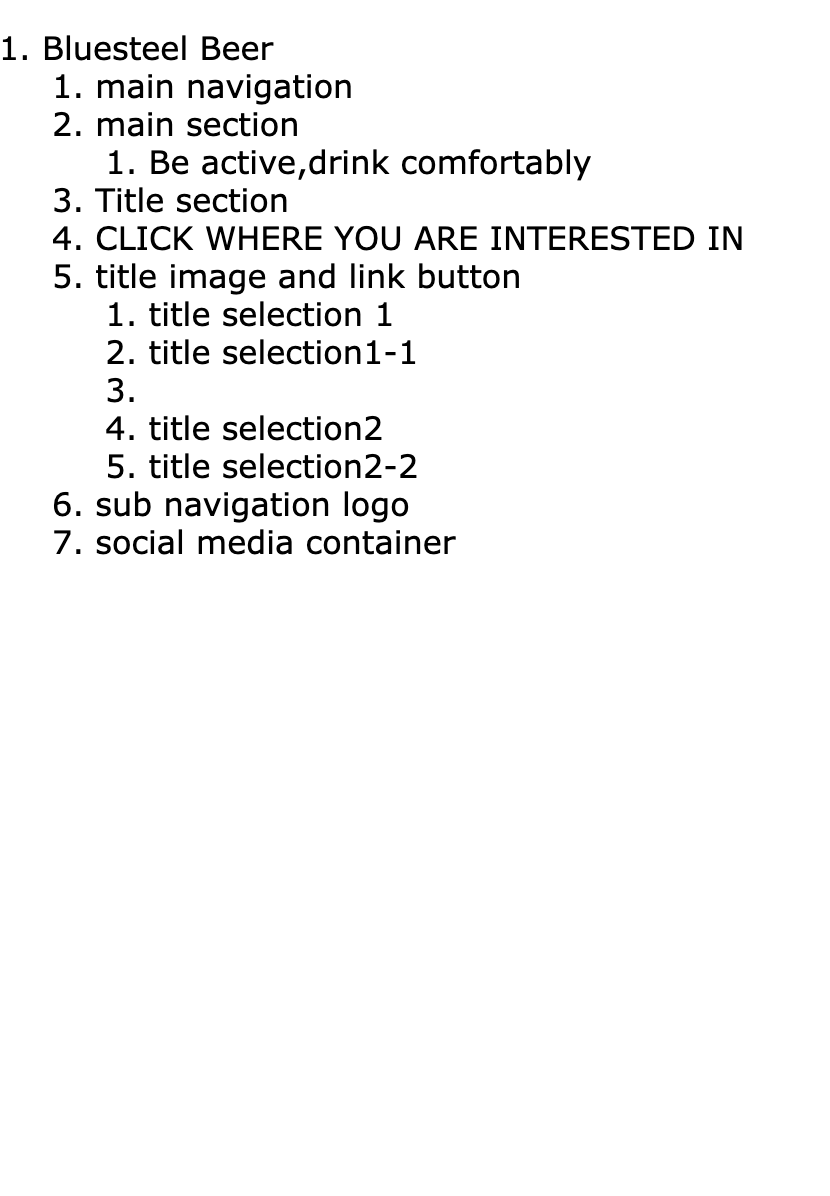 1. Bluesteel Beer
1. main navigation
2. main section
1. Be active,drink comfortably
3. Title section
4. CLICK WHERE YOU ARE INTERESTED IN
5. title image and link button
1. title selection 1
2. title selection1-1
3.
4. title selection2
5. title selection2-2
6. sub navigation logo
7. social media container